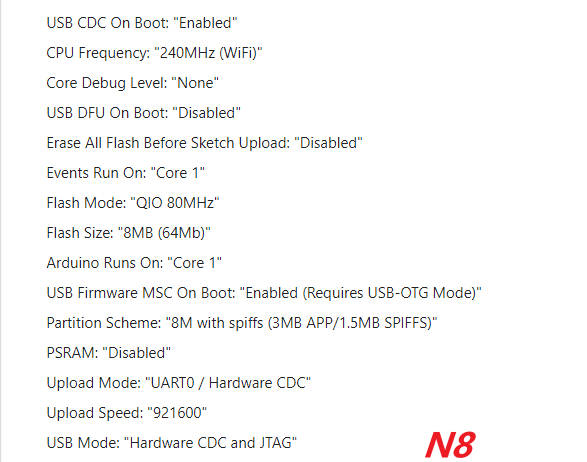 USB CDC On Boot: "Enabled"
CPU Frequency: "240MHz (WiFi)"
Core Debug Level: "None"
USB DFU On Boot: "Disabled"
Erase All Flash Before Sketch Upload: "Disabled"
Events Run On: "Core 1"
Flash Mode: "QIO 80MHz"
Flash Size: "8MB (64Mb)"
Arduino Runs On: "Core 1"
USB Firmware MSC On Boot: "Enabled (Requires USB-OTG Mode)"
Partition Scheme: "8M with spiffs (3MB APP/1.5MB SPIFFS)"
PSRAM: "Disabled"
Upload Mode: "UART0 / Hardware CDC"
Upload Speed: "921600"
USB Mode: "Hardware CDC and JTAG"
N8